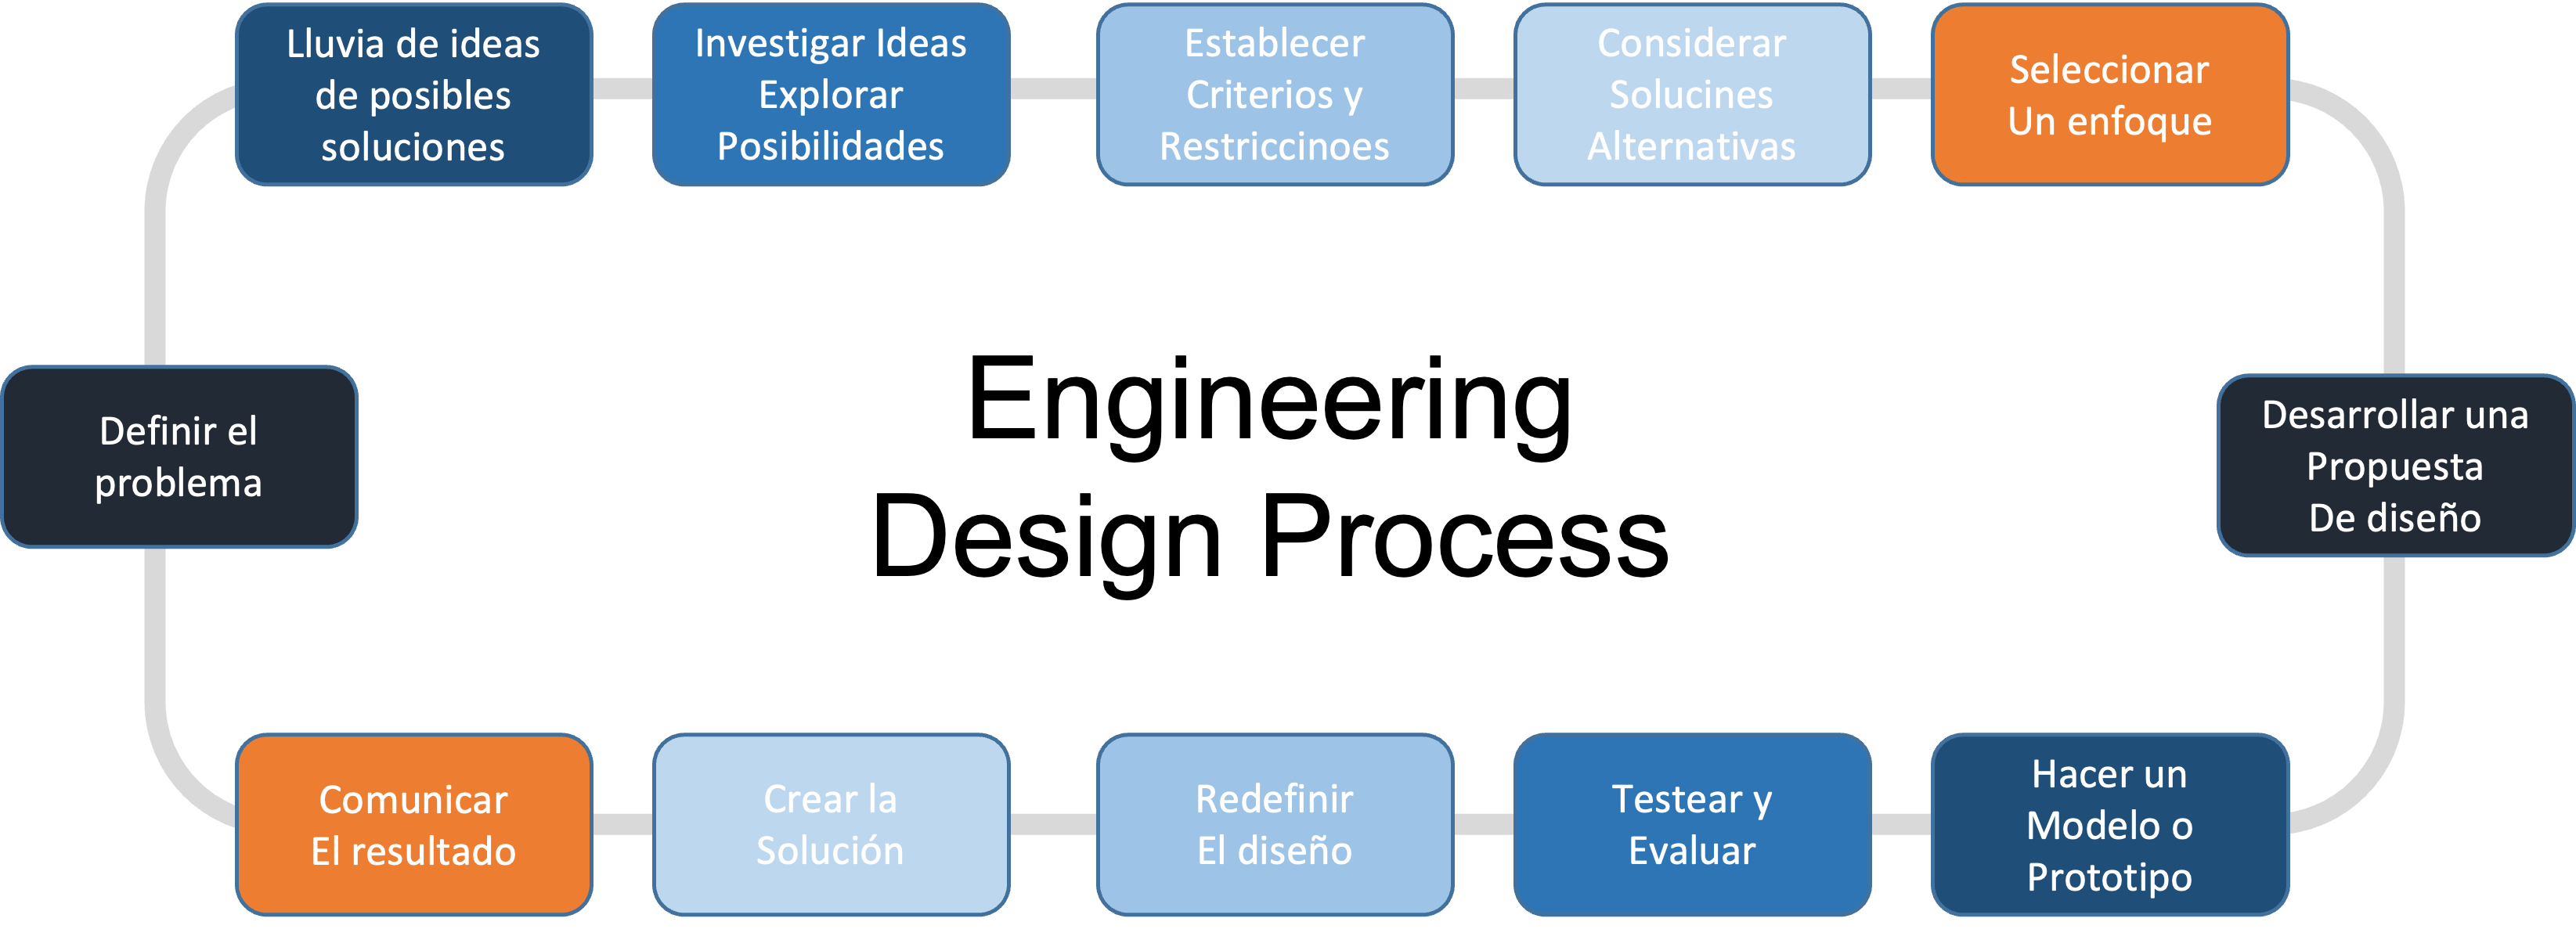 Lluvia de ideas
de posibles
soluciones
Investigar Ideas
Explorar
Posibilidades
Establecer
Criterios y
Restriccinoes
Considerar
Solucines
Alternativas
Seleccionar
Un enfoque
Definir el
problema
Engineering
Design Process
Desarrollar una
Propuesta
De diseño
Comunicar
El resultado
Crear la
Solución
Redefinir
El diseño
Testear y
Evaluar
Hacer un
Modelo o
Prototipo